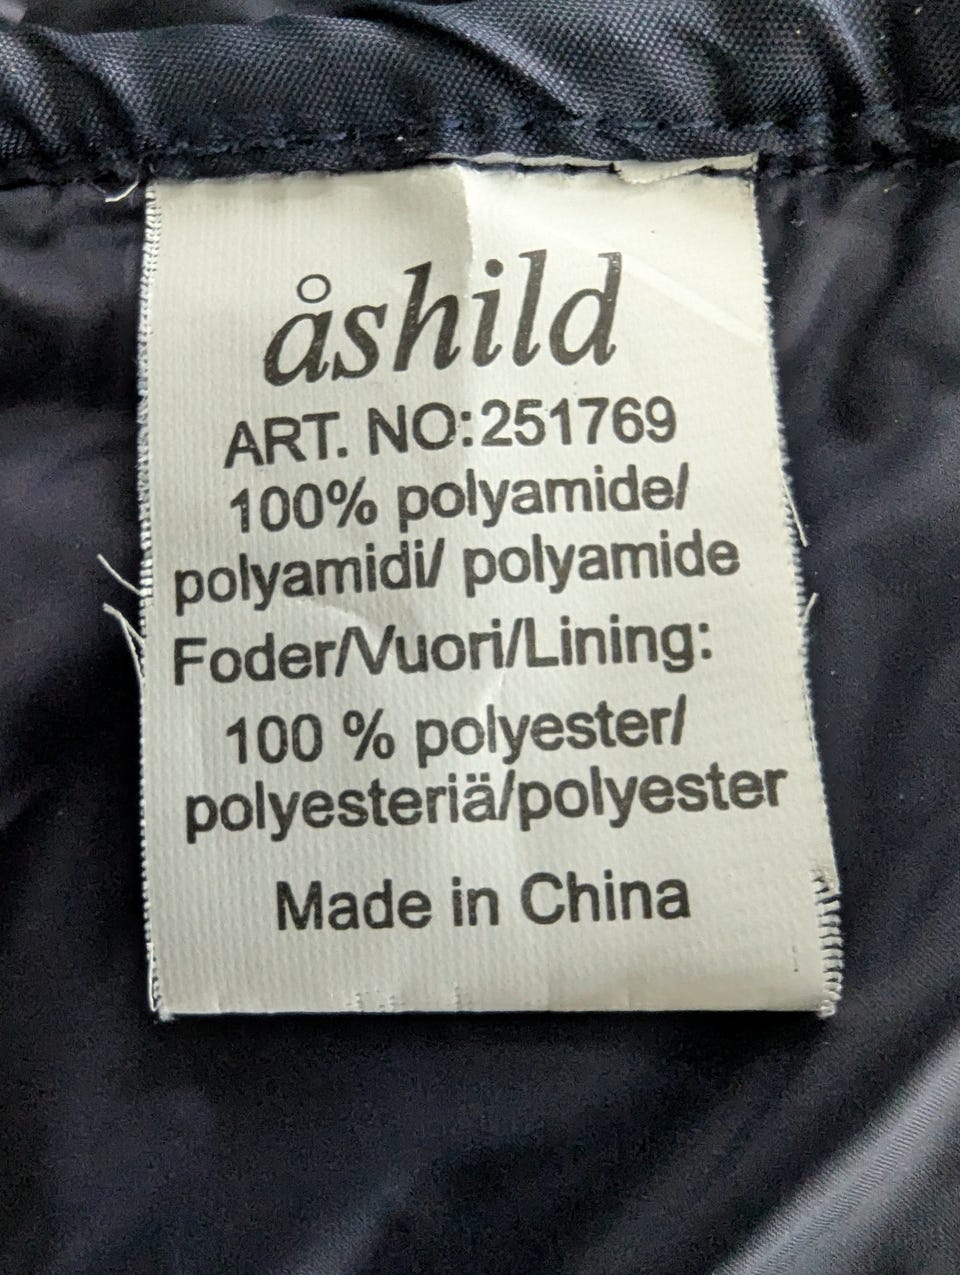 åshild
ART. NO:251769
100% polyamide/
polyamidi/ polyamide
Foder/Vuori/Lining:
100 % polyester/
polyesteriä/polyester
Made in China